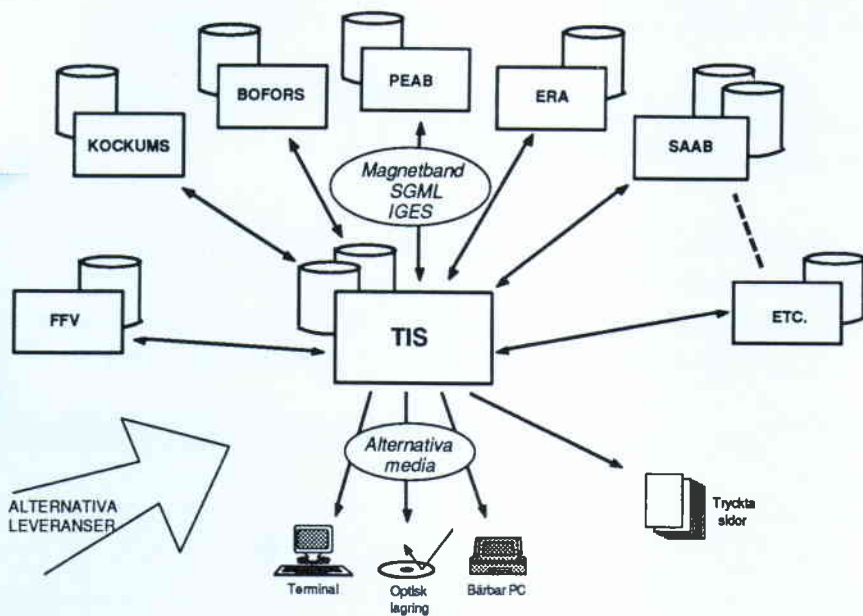 PEAB
BOFORS
ERA
KOCKUMS
SAAB
Magnetband
SGML
IGES
FFV
TIS
ETC.
Alternativa
media
ALTERNATIVA
LEVERANSER
Tryckta
sidor
Terminal
Optisk
lagring
Bärbar PC